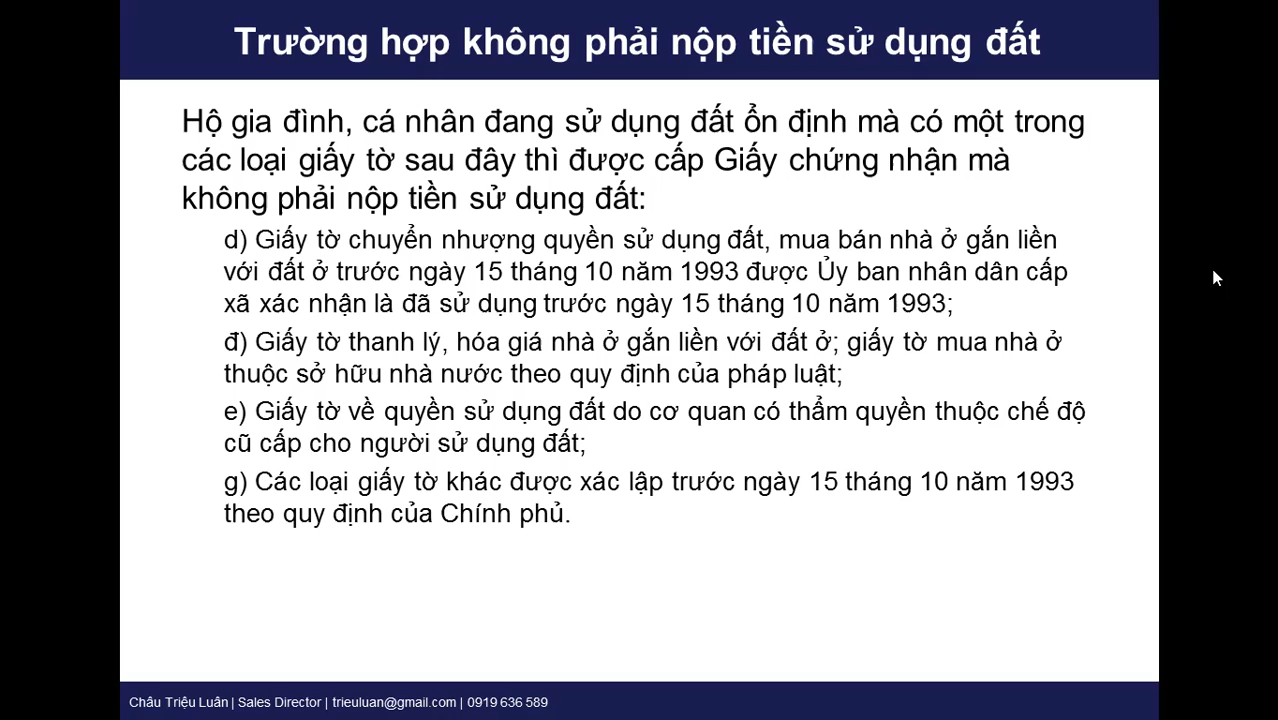 Trường hợp không phải nộp tiền sử dụng đất
Hộ gia đình, cá nhân đang sử dụng đất ổn định mà có một trong
các loại giấy tờ sau đây thì được cấp Giấy chứng nhận mà
không phải nộp tiền sử dụng đất:
d) Giấy tờ chuyển nhượng quyền sử dụng đất, mua bán nhà ở gắn liền
với đất ở trước ngày 15 tháng 10 năm 1993 được Ủy ban nhân dân cấp
xã xác nhận là đã sử dụng trước ngày 15 tháng 10 năm 1993;
đ) Giấy tờ thanh lý, hóa giá nhà ở gắn liền với đất ở; giấy tờ mua nhà ở
thuộc sở hữu nhà nước theo quy định của pháp luật;
e) Giấy tờ về quyền sử dụng đất do cơ quan có thẩm quyền thuộc chế độ
cũ cấp cho người sử dụng đất;
g) Các loại giấy tờ khác được xác lập trước ngày 15 tháng 10 năm 1993
theo quy định của Chính phủ.
Châu Triệu Luân | Sales Director | trieuluan@gmail.com | 0919 636 589